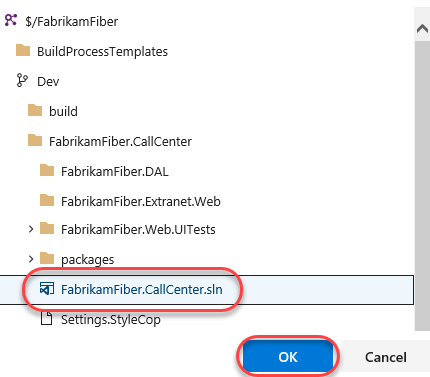 $/FabrikamFiber
BuildProcessTemplates
Dev
build
FabrikamFiber.CallCenter
FabrikamFiber.DAL
FabrikamFiber.Extranet.Web
FabrikamFiber.Web.UITests
packages
FabrikamFiber.CallCenter.sln
Settings.StyleCop
OK Cancel